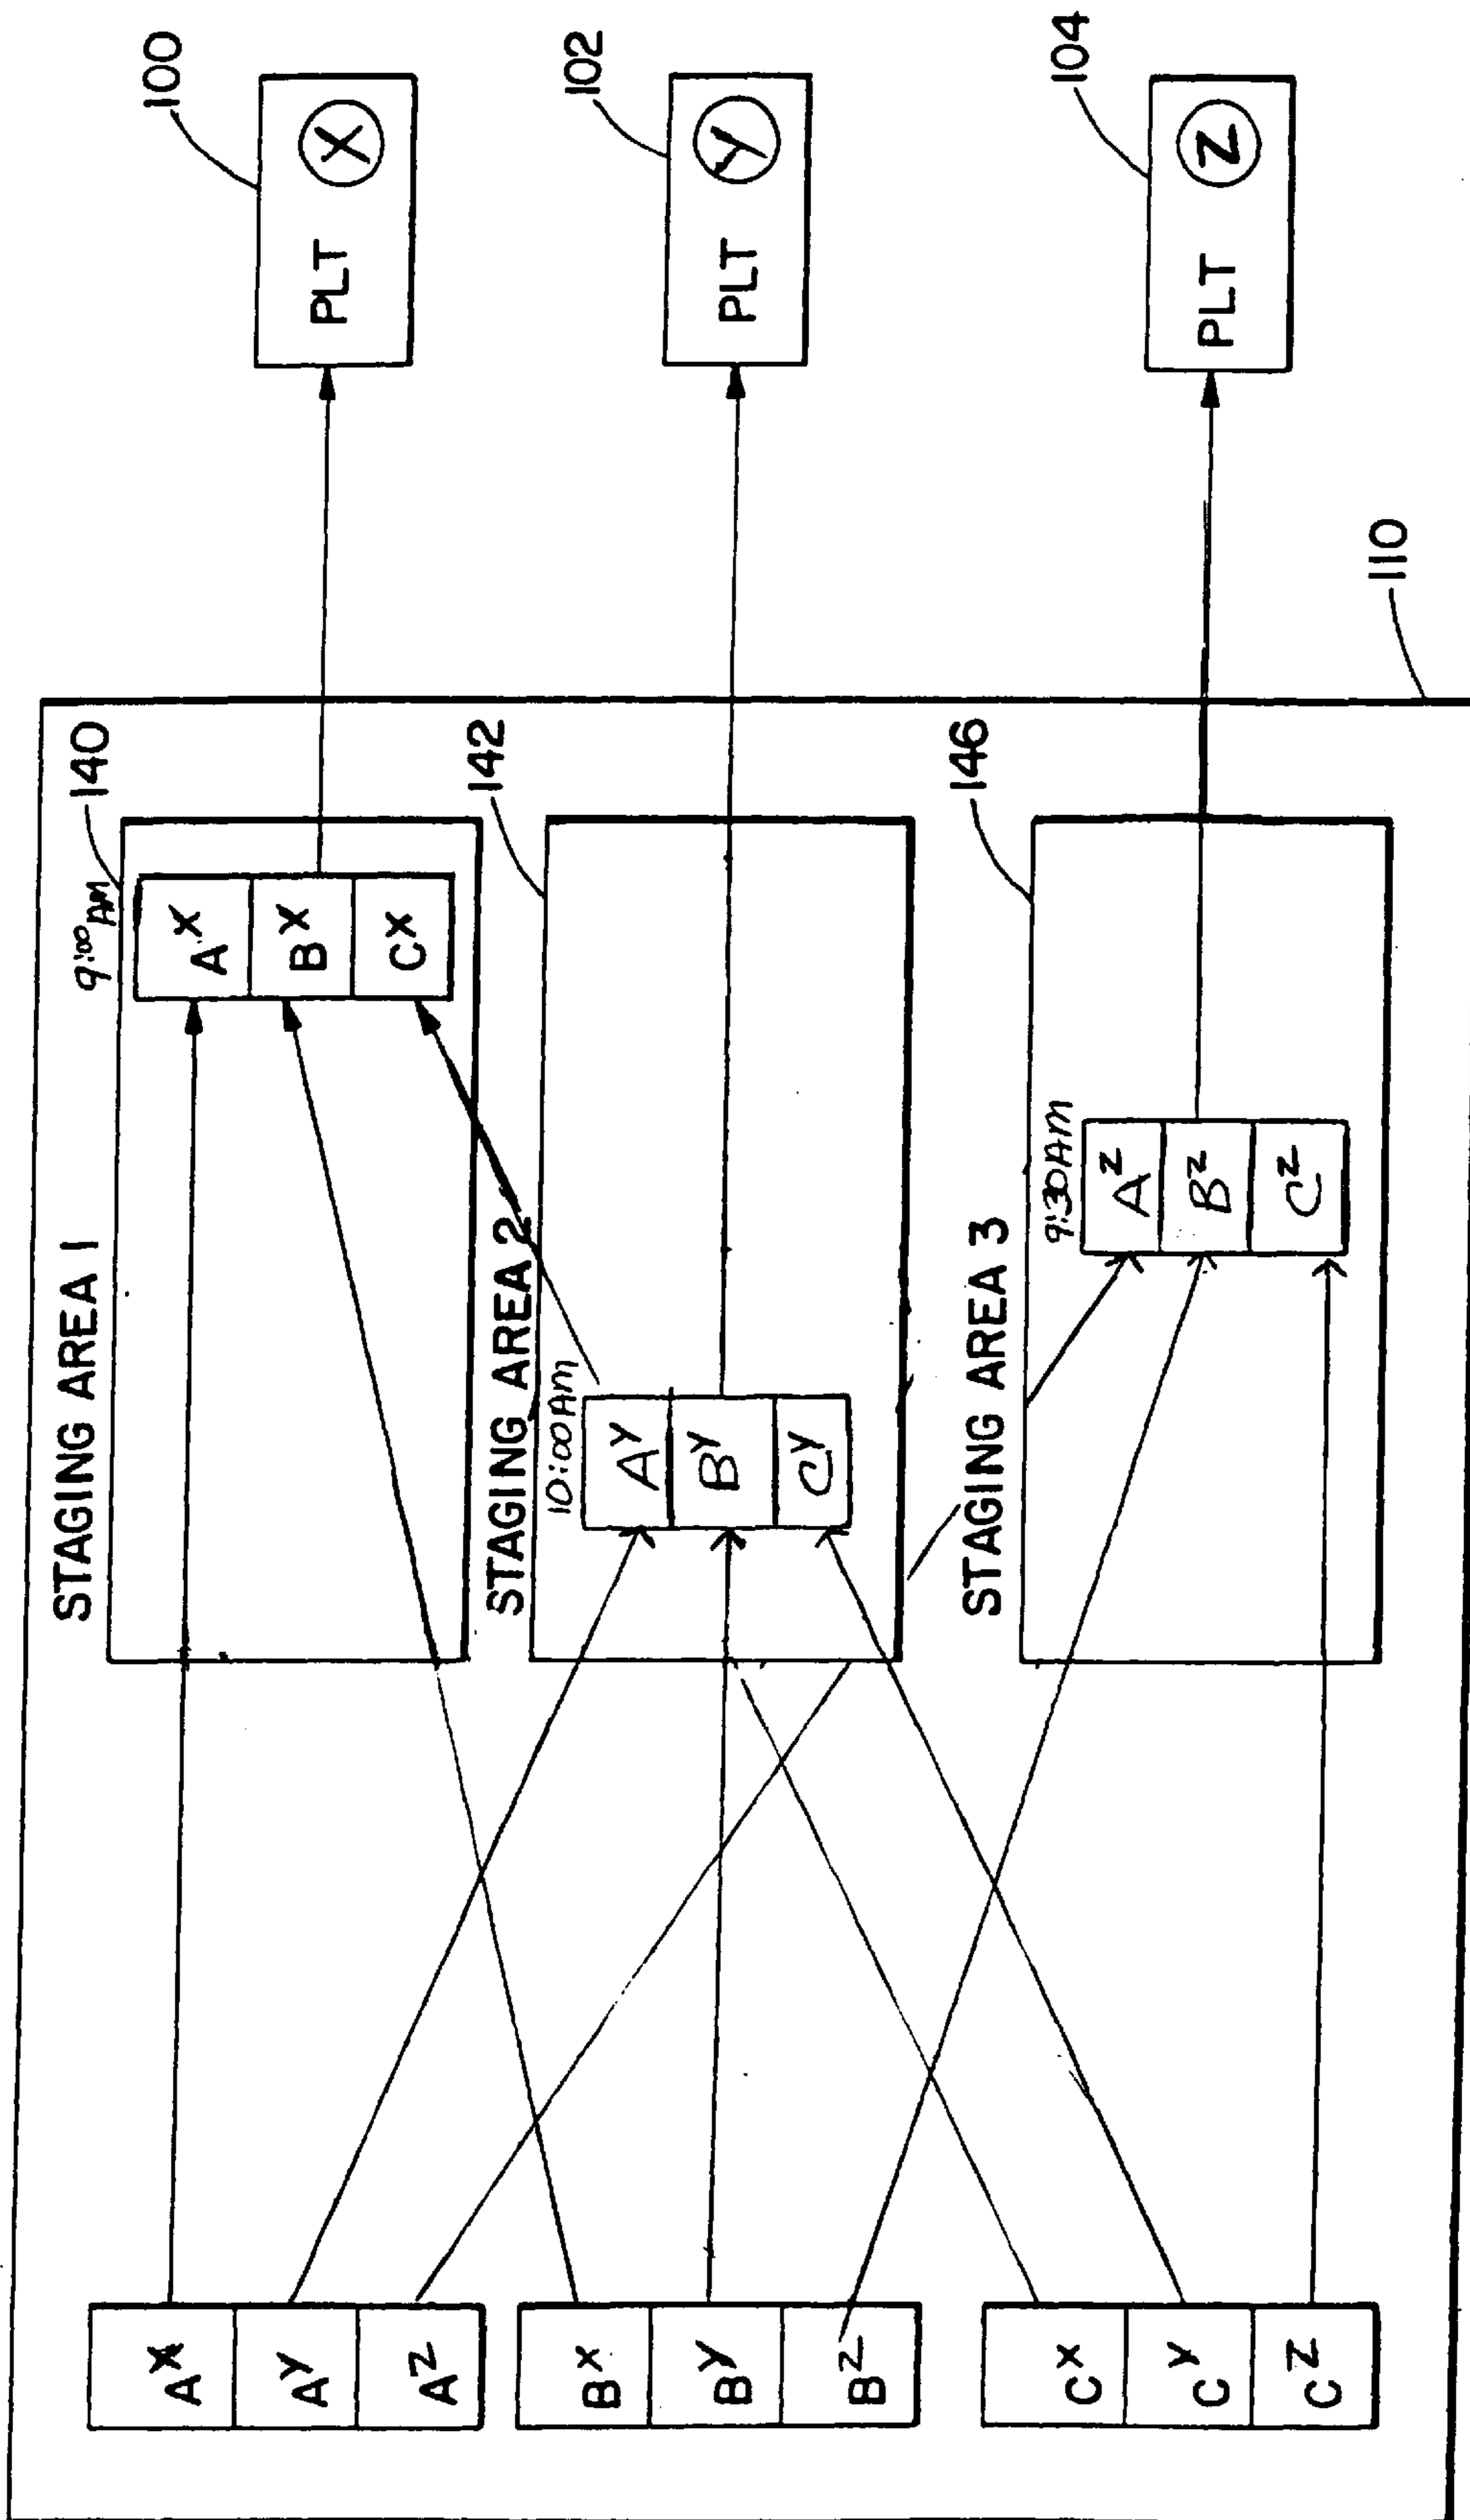 A^X
A^Y
A^Z
B^X
B^Y
B^Z
C^X
C^Y
C^Z
STAGING AREA 1
9:00 AM
140
A^X
B^X
C^X
STAGING AREA 2
10:00 AM
142
A^Y
B^Y
C^Y
STAGING AREA 3
9:30 AM
146
A^Z
B^Z
C^Z
110
PLT X
100
PLT Y
102
PLT Z
104